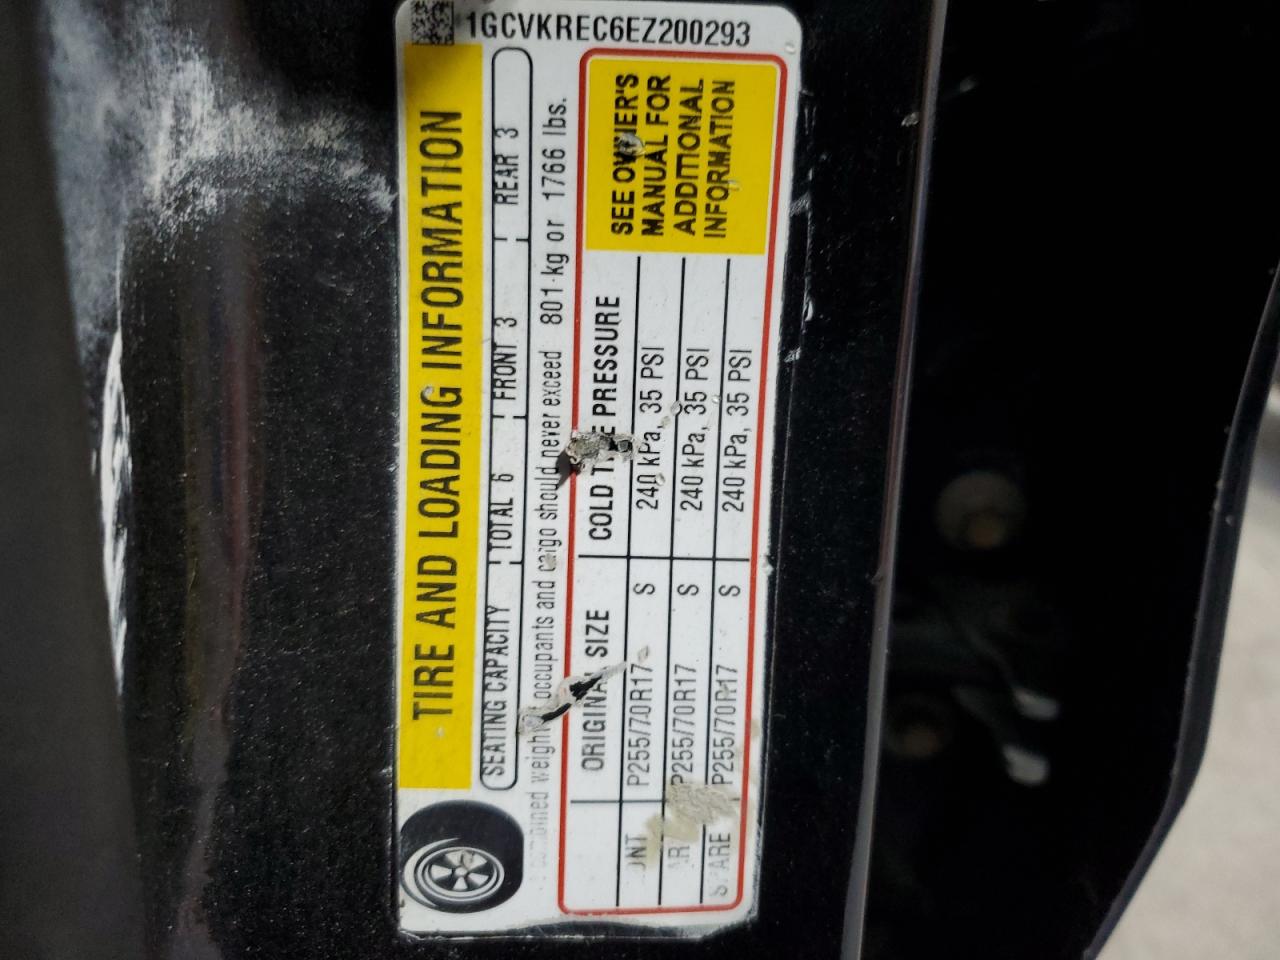 1GCVKREC6EZ200293
TIRE AND LOADING INFORMATION
SEATING CAPACITY TOTAL 6 FRONT 3 REAR 3
combined weight occupants and cargo should never exceed 801 kg or 1766 lbs.
ORIGINAL SIZE COLD TIRE PRESSURE
P255/70R17 S 240 kPa, 35 PSI
P255/70R17 S 240 kPa, 35 PSI
SPARE P255/70R17 S 240 kPa, 35 PSI
SEE OWNER'S
MANUAL FOR
ADDITIONAL
INFORMATION